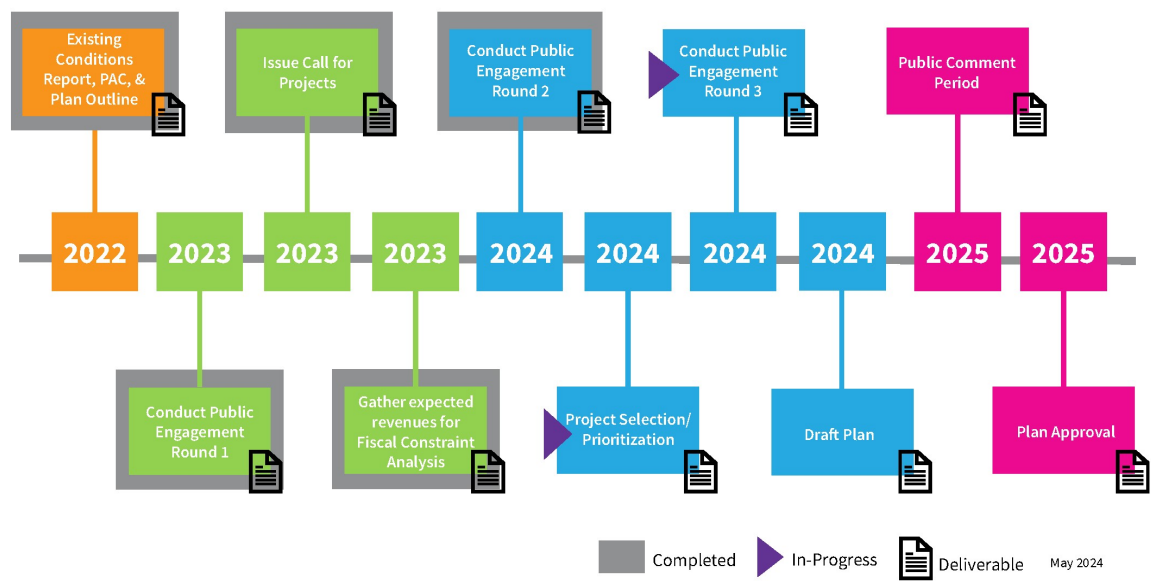 Existing
Conditions
Report, PAC, &
Plan Outline
Issue Call for
Projects
Conduct Public
Engagement
Round 2
Conduct Public
Engagement
Round 3
Public Comment
Period
2022
2023
2023
2023
2024
2024
2024
2024
2025
2025
Conduct Public
Engagement
Round 1
Gather expected
revenues for
Fiscal Constraint
Analysis
Project Selection/
Prioritization
Draft Plan
Plan Approval
Completed
In-Progress
Deliverable
May 2024